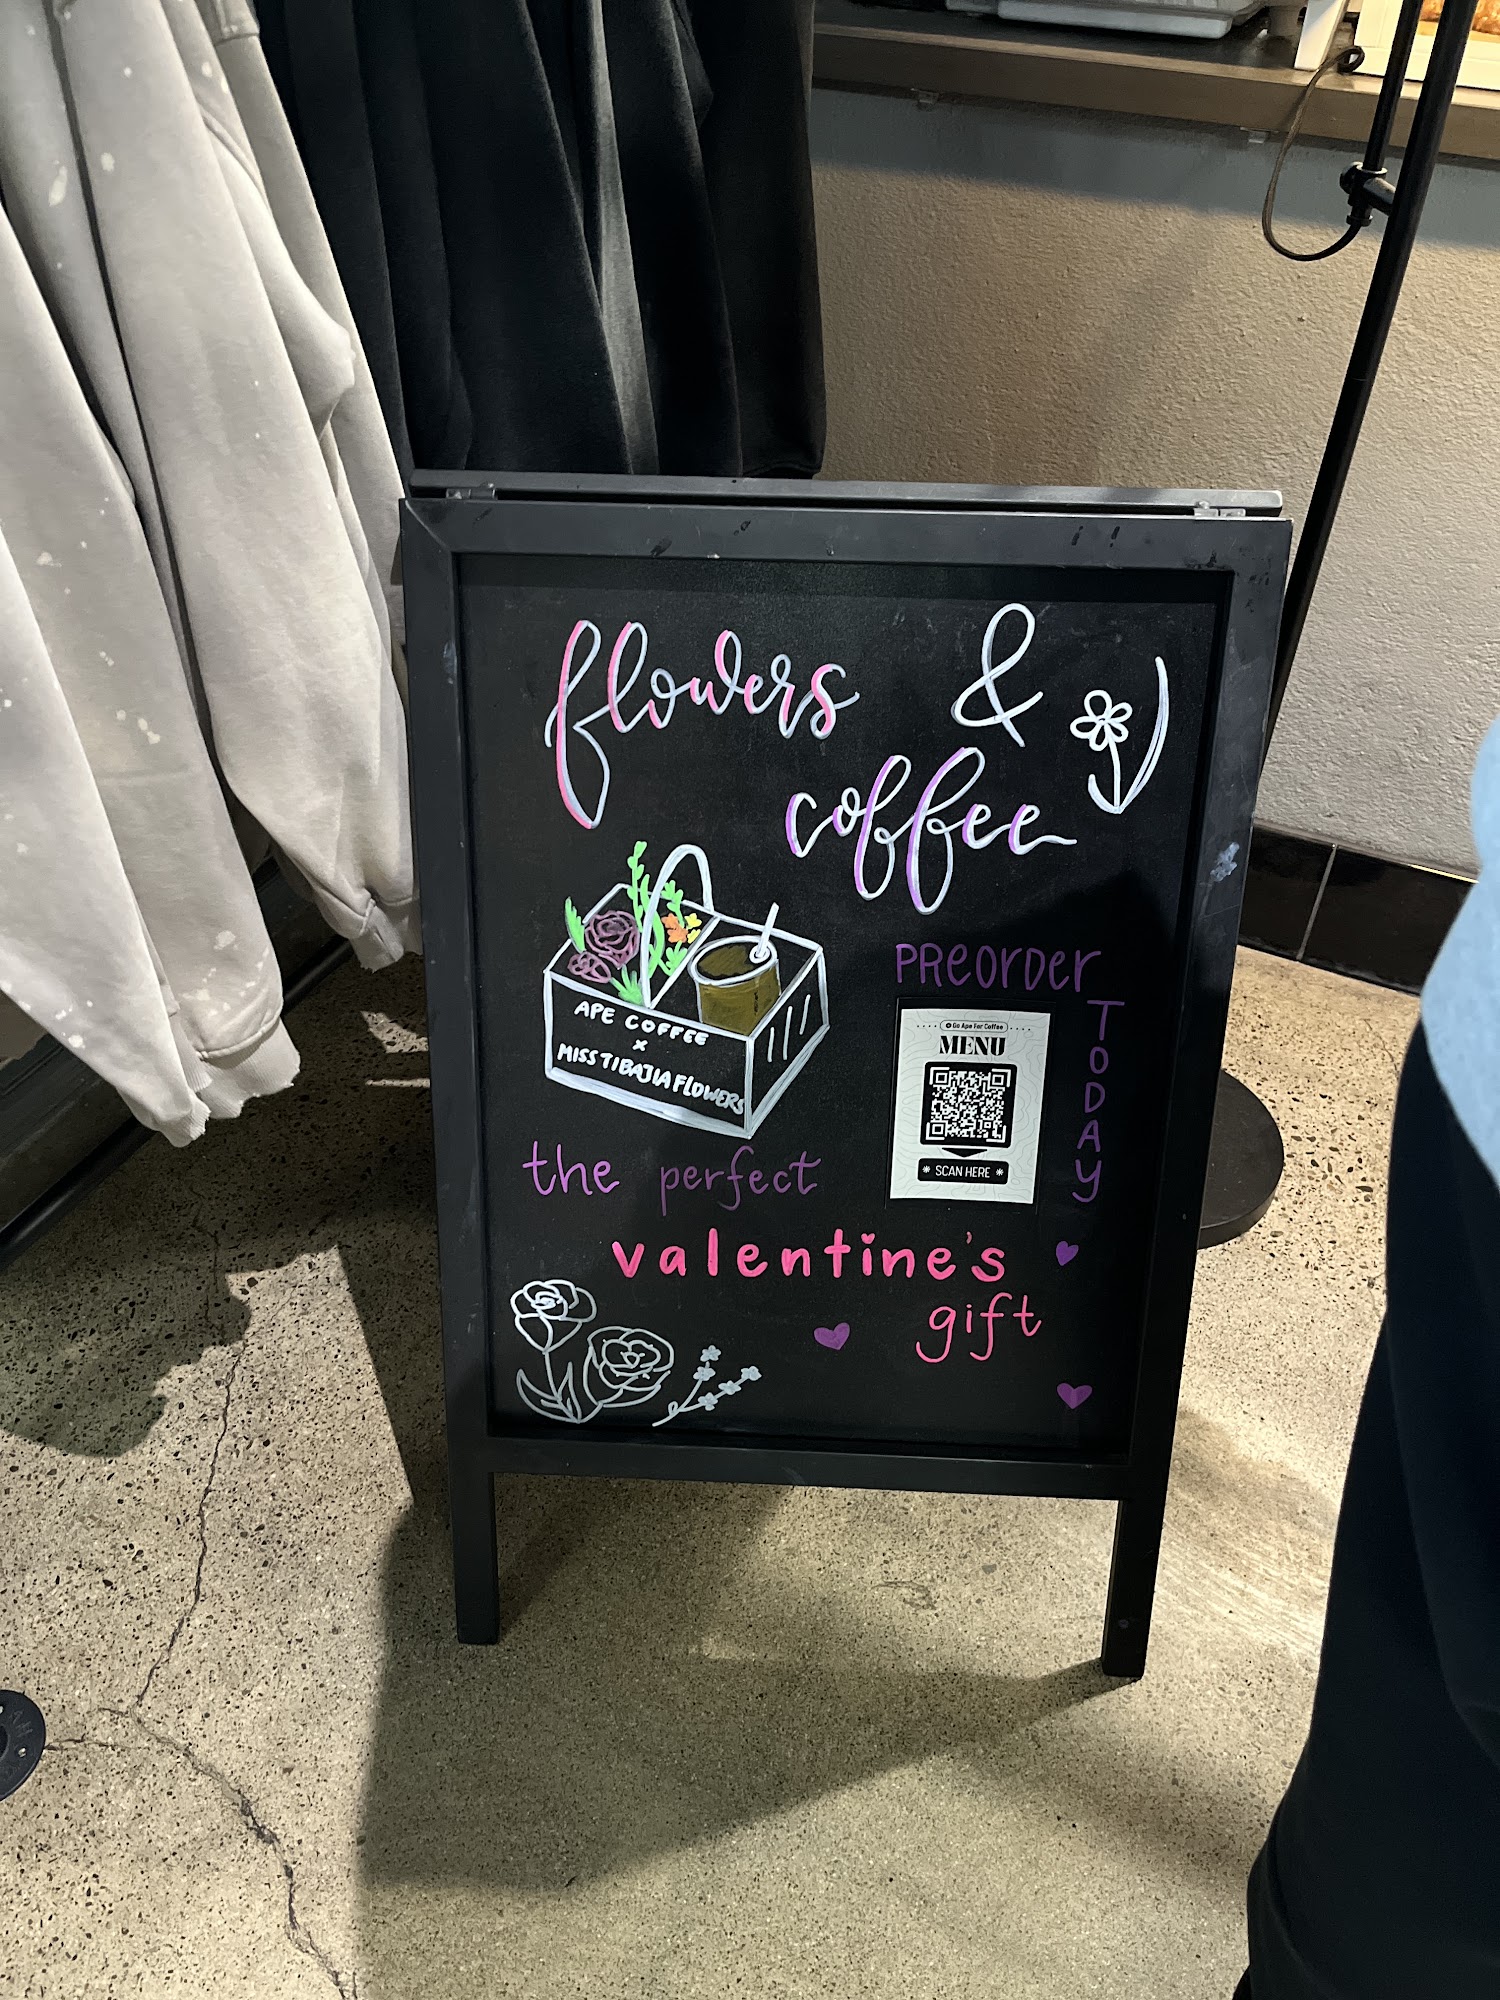 flowers &
coffee
APE COFFEE
x
MISS TIBAJIA FLOWERS
PREORDER
TODAY
Go Ape For Coffee
MENU
* SCAN HERE *
the perfect
valentine's
gift